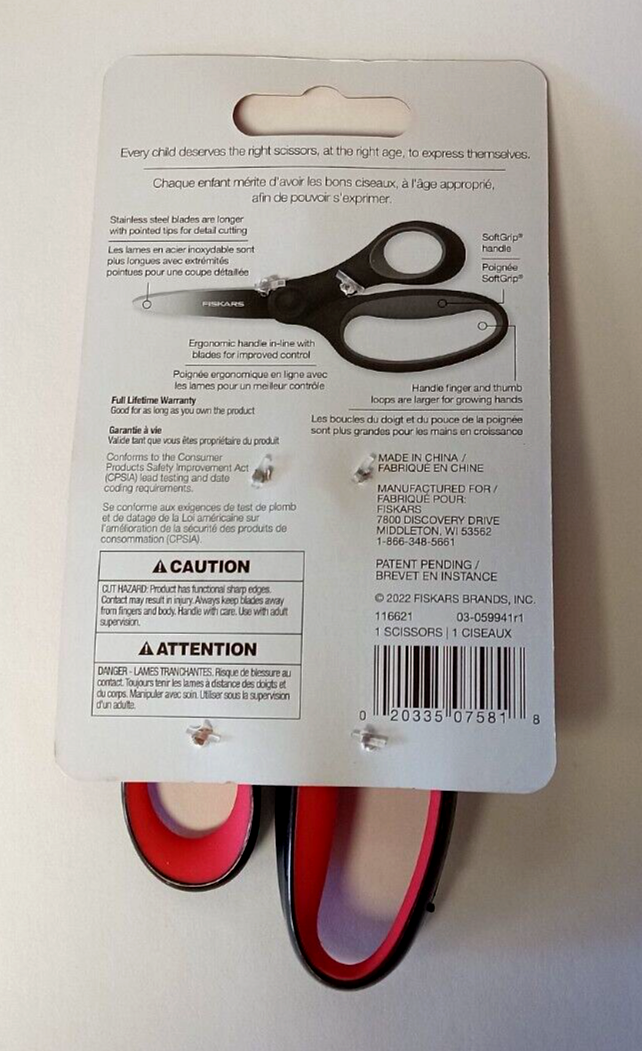 Every child deserves the right scissors, at the right age, to express themselves.
Chaque enfant mérite d'avoir les bons ciseaux, à l'âge approprié,
afin de pouvoir s'exprimer.
Stainless steel blades are longer
with pointed tips for detail cutting
Les lames en acier inoxydable sont
plus longues avec extrémités
pointues pour une coupe détaillée
SoftGrip®
handle
Poignée
SoftGrip®
FISKARS
Ergonomic handle in-line with
blades for improved control
Poignée ergonomique en ligne avec
les lames pour un meilleur contrôle
Handle finger and thumb
loops are larger for growing hands
Les boucles du doigt et du pouce de la poignée
sont plus grandes pour les mains en croissance
Full Lifetime Warranty
Good for as long as you own the product
Garantie à vie
Valide tant que vous êtes propriétaire du produit
Conforms to the Consumer
Products Safety Improvement Act
(CPSIA) lead testing and date
coding requirements.
Se conforme aux exigences de test de plomb
et de datage de la Loi américaine sur
l'amélioration de la sécurité des produits de
consommation (CPSIA).
⚠ CAUTION
CUT HAZARD: Product has functional sharp edges.
Contact may result in injury. Always keep blades away
from fingers and body. Handle with care. Use with adult
supervision.
⚠ ATTENTION
DANGER - LAMES TRANCHANTES. Risque de blessure au
contact. Toujours tenir les lames à distance des doigts et
du corps. Manipuler avec soin. Utiliser sous la supervision
d'un adulte.
MADE IN CHINA /
FABRIQUÉ EN CHINE
MANUFACTURED FOR /
FABRIQUÉ POUR:
FISKARS
7800 DISCOVERY DRIVE
MIDDLETON, WI 53562
1-866-348-5661
PATENT PENDING /
BREVET EN INSTANCE
© 2022 FISKARS BRANDS, INC.
116621 03-059941r1
1 SCISSORS | 1 CISEAUX
0 20335 07581 8